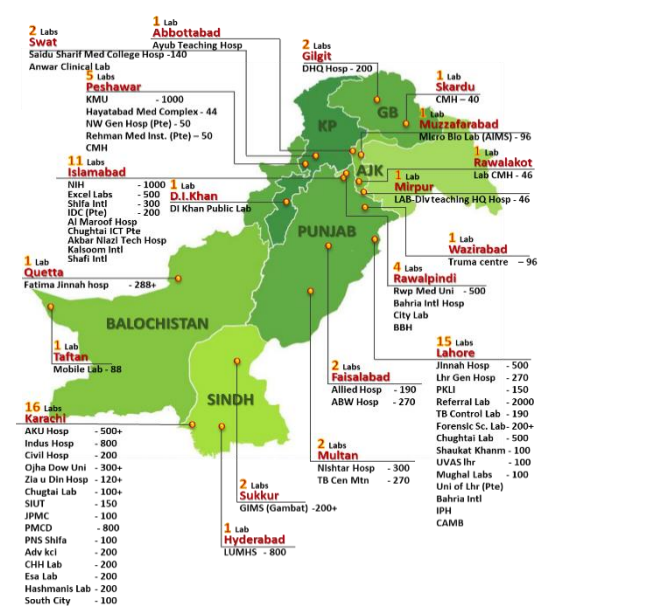 2 Labs
Swat
Saidu Sharif Med College Hosp -140
Anwar Clinical Lab
1 Lab
Abbottabad
Ayub Teaching Hosp
5 Labs
Peshawar
KMU - 1000
Hayatabad Med Complex - 44
NW Gen Hosp (Pte) - 50
Rehman Med Inst. (Pte) – 50
CMH
2 Labs
Gilgit
DHQ Hosp - 200
1 Lab
Skardu
CMH – 40
1 Lab
Muzzafarabad
Micro Bio Lab (AIMS) - 96
1 Lab
Rawalakot
Lab CMH - 46
1 Lab
Mirpur
LAB-Div teaching HQ Hosp - 46
11 Labs
Islamabad
NIH - 1000
Excel Labs - 500
Shifa Intl - 300
IDC (Pte) - 200
Al Maroof Hosp
Chughtai ICT Pte
Akbar Niazi Tech Hosp
Kalsoom Intl
Shafi Intl
1 Lab
D.I.Khan
DI Khan Public Lab
KP
GB
AJK
PUNJAB
BALOCHISTAN
SINDH
1 Lab
Wazirabad
Truma centre – 96
4 Labs
Rawalpindi
Rwp Med Uni - 500
Bahria Intl Hosp
City Lab
BBH
1 Lab
Quetta
Fatima Jinnah hosp - 288+
1 Lab
Taftan
Mobile Lab - 88
15 Labs
Lahore
Jinnah Hosp - 500
Lhr Gen Hosp - 270
PKLI - 150
Referral Lab - 2000
TB Control Lab - 190
Forensic Sc. Lab- 200+
Chughtai Lab - 500
Shaukat Khanm - 100
UVAS lhr - 100
Mughal Labs - 100
Uni of Lhr (Pte)
Bahria Intl
IPH
CAMB
2 Labs
Faisalabad
Allied Hosp - 190
ABW Hosp - 270
16 Labs
Karachi
AKU Hosp - 500+
Indus Hosp - 800
Civil Hosp - 200
Ojha Dow Uni - 300+
Zia u Din Hosp - 120+
Chugtai Lab - 100+
SIUT - 150
JPMC - 100
PMCD - 800
PNS Shifa - 100
Adv kci - 200
CHH Lab - 200
Esa Lab - 200
Hashmanis Lab - 200
South City - 100
2 Labs
Multan
Nishtar Hosp - 300
TB Cen Mtn - 270
2 Labs
Sukkur
GIMS (Gambat) -200+
1 Lab
Hyderabad
LUMHS - 800